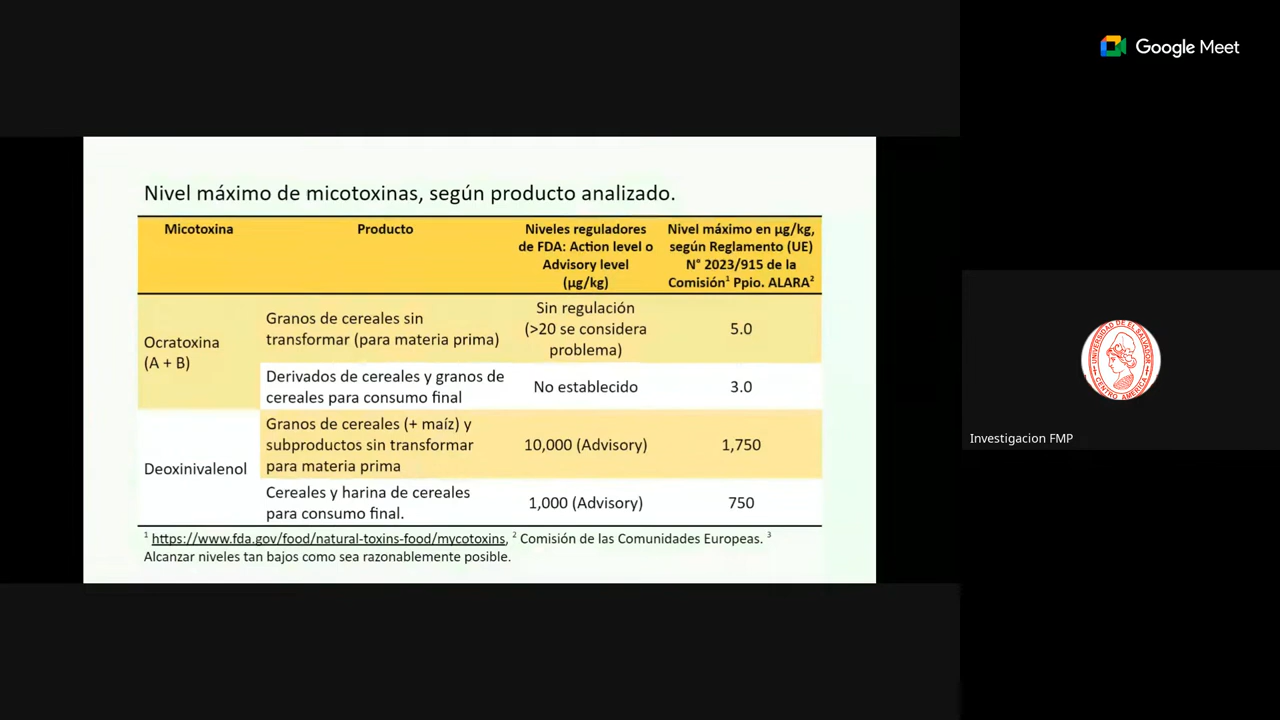 Google Meet
Nivel máximo de micotoxinas, según producto analizado.
Micotoxina
Producto
Niveles reguladores
de FDA: Action level o
Advisory level
(µg/kg)
Nivel máximo en µg/kg,
según Reglamento (UE)
N° 2023/915 de la
Comisión¹ Ppio. ALARA²
Ocratoxina
(A + B)
Granos de cereales sin
transformar (para materia prima)
Sin regulación
(>20 se considera
problema)
5.0
Derivados de cereales y granos de
cereales para consumo final
No establecido
3.0
Deoxinivalenol
Granos de cereales (+ maíz) y
subproductos sin transformar
para materia prima
10,000 (Advisory)
1,750
Cereales y harina de cereales
para consumo final.
1,000 (Advisory)
750
¹ https://www.fda.gov/food/natural-toxins-food/mycotoxins, ² Comisión de las Comunidades Europeas. ³
Alcanzar niveles tan bajos como sea razonablemente posible.
UNIVERSIDAD DE EL SALVADOR
CENTRO AMERICA
Investigacion FMP